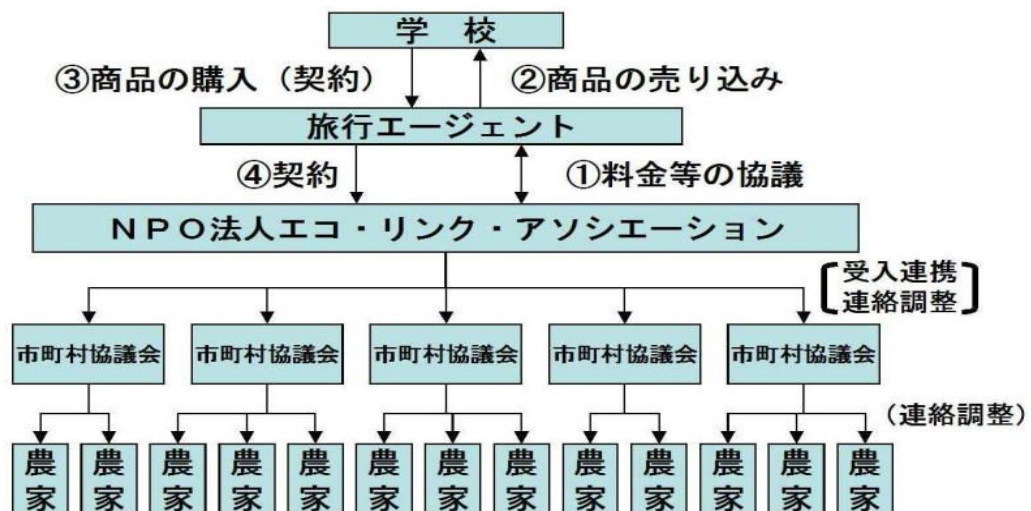 学　校
③商品の購入（契約）
②商品の売り込み
旅行エージェント
④契約
①料金等の協議
ＮＰＯ法人エコ・リンク・アソシエーション
受入連携
連絡調整
市町村協議会
市町村協議会
市町村協議会
市町村協議会
市町村協議会
（連絡調整）
農家
農家
農家
農家
農家
農家
農家
農家
農家
農家
農家
農家
農家